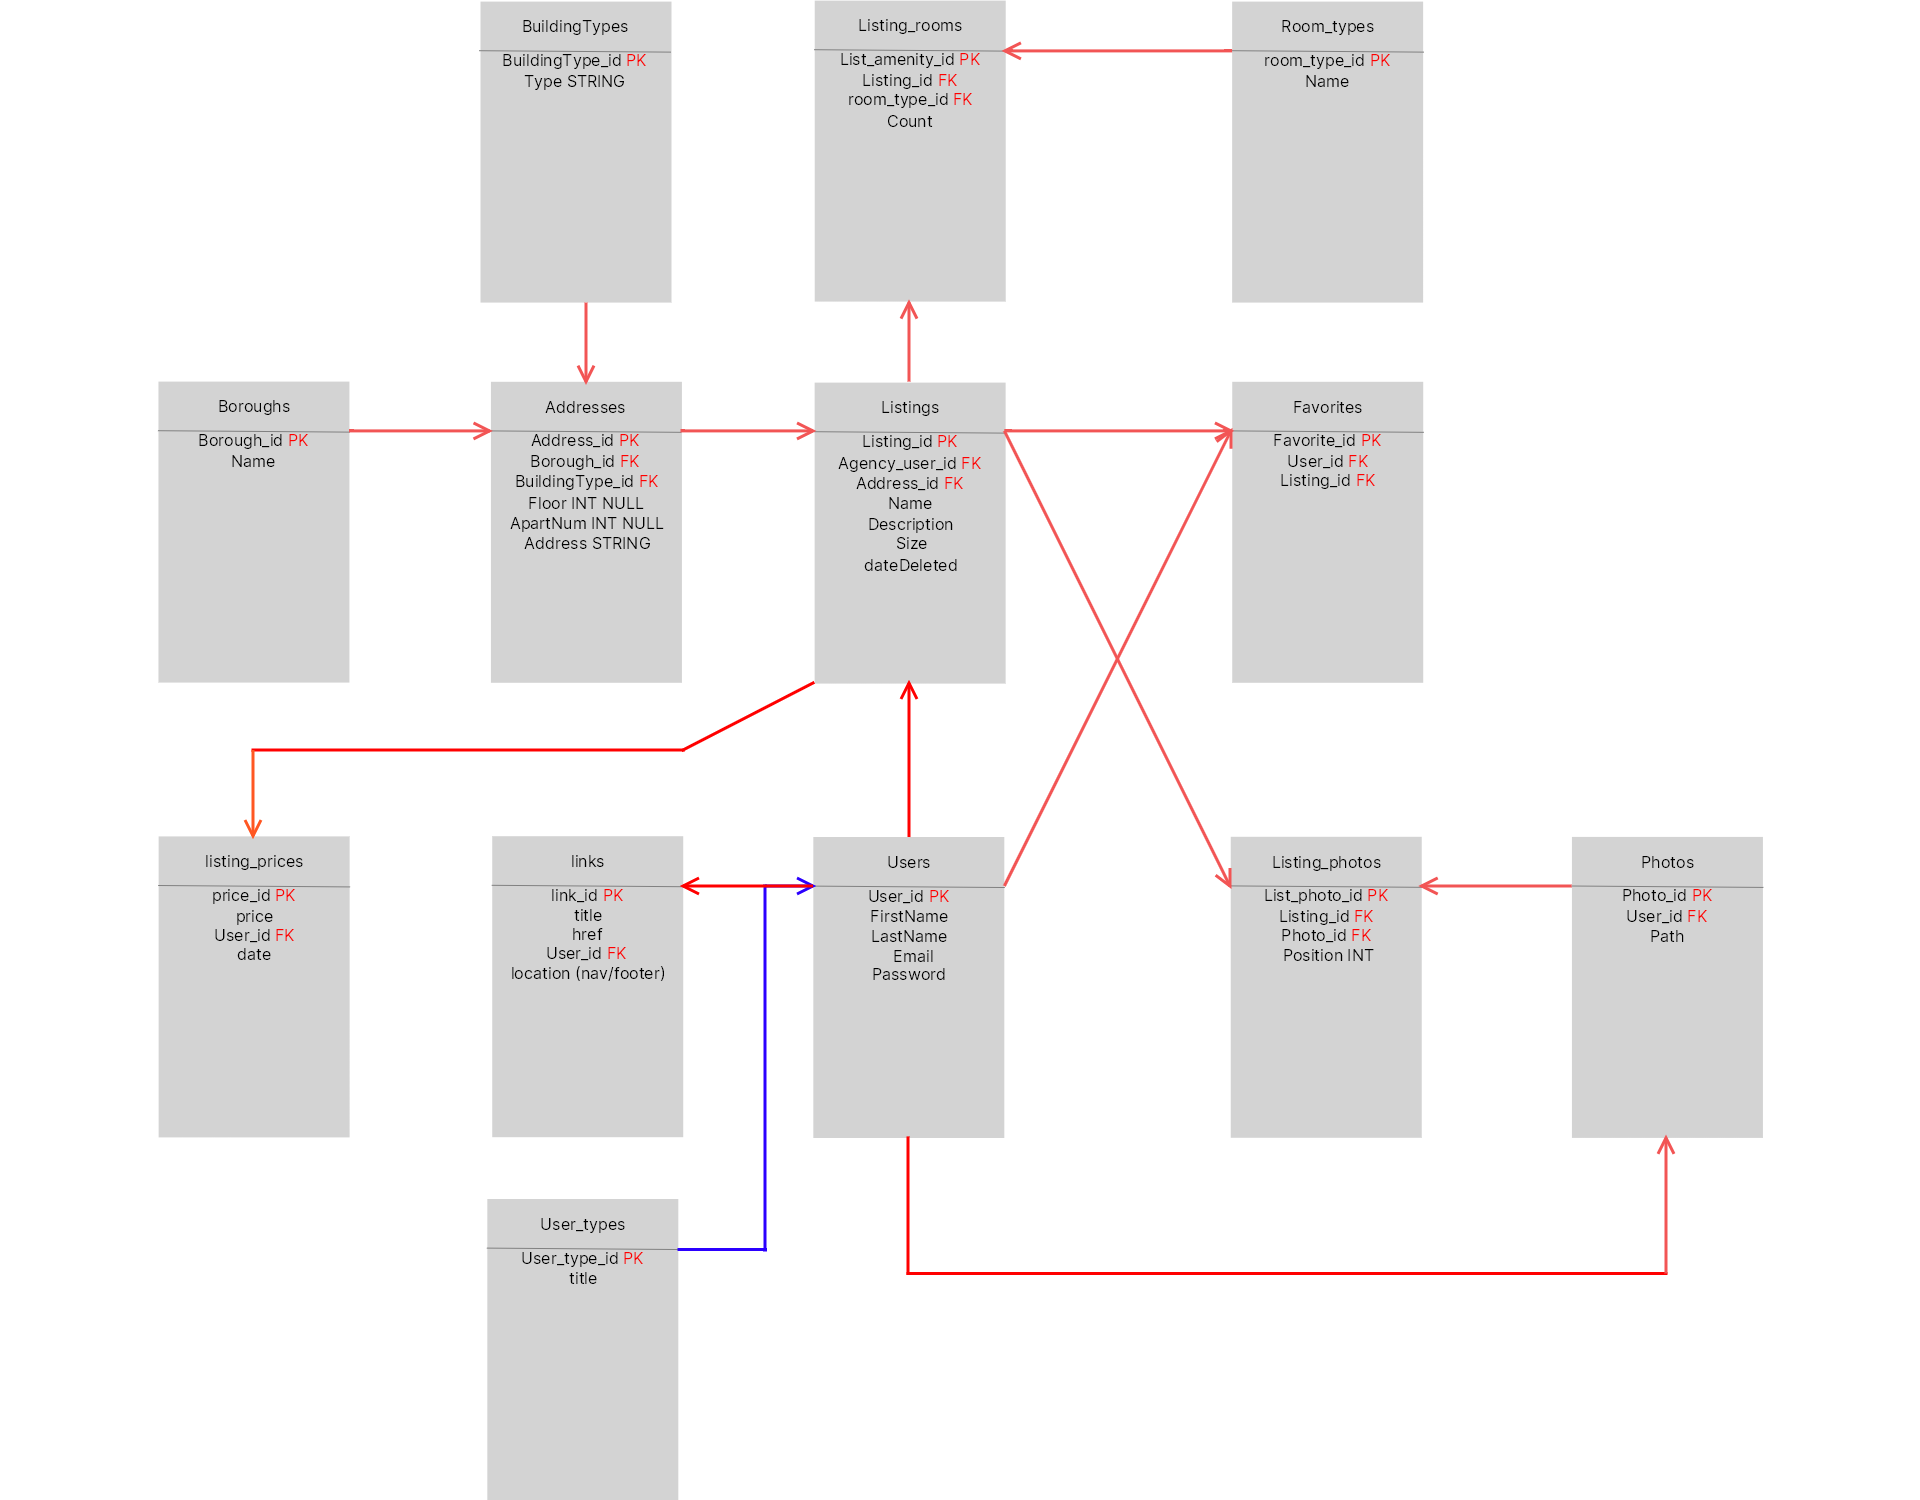 BuildingTypes
BuildingType_id PK
Type STRING
Listing_rooms
List_amenity_id PK
Listing_id FK
room_type_id FK
Count
Room_types
room_type_id PK
Name
Boroughs
Borough_id PK
Name
Addresses
Address_id PK
Borough_id FK
BuildingType_id FK
Floor INT NULL
ApartNum INT NULL
Address STRING
Listings
Listing_id PK
Agency_user_id FK
Address_id FK
Name
Description
Size
dateDeleted
Favorites
Favorite_id PK
User_id FK
Listing_id FK
listing_prices
price_id PK
price
User_id FK
date
links
link_id PK
title
href
User_id FK
location (nav/footer)
Users
User_id PK
FirstName
LastName
Email
Password
Listing_photos
List_photo_id PK
Listing_id FK
Photo_id FK
Position INT
Photos
Photo_id PK
User_id FK
Path
User_types
User_type_id PK
title